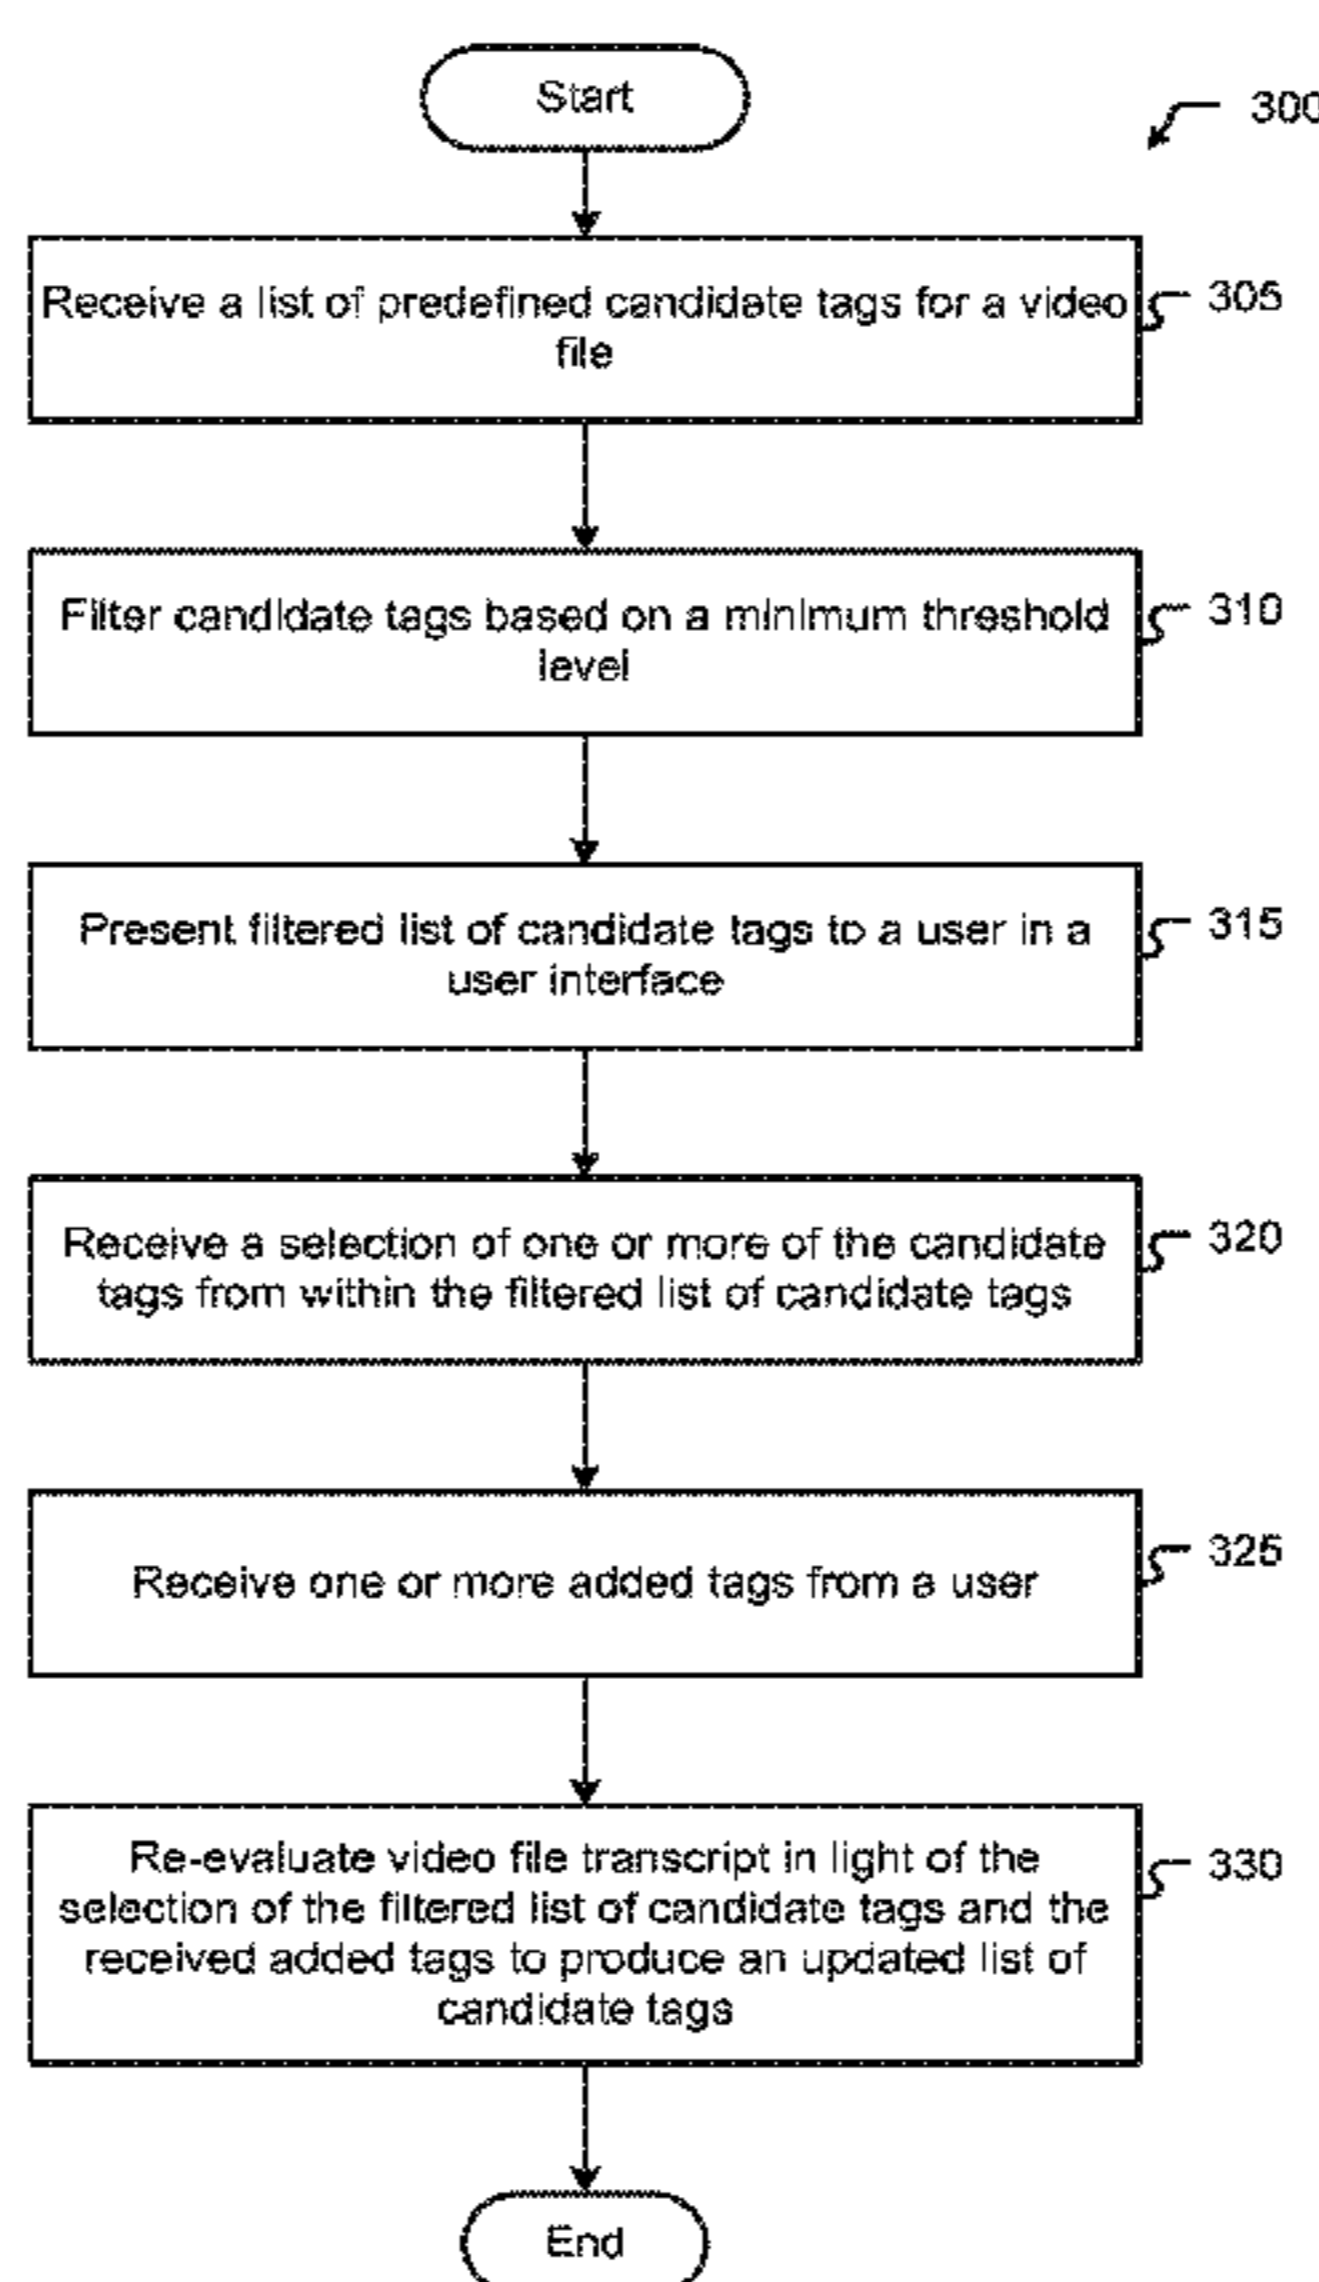 Start
300
Receive a list of predefined candidate tags for a video
file
305
Filter candidate tags based on a minimum threshold
level
310
Present filtered list of candidate tags to a user in a
user interface
315
Receive a selection of one or more of the candidate
tags from within the filtered list of candidate tags
320
Receive one or more added tags from a user
325
Re-evaluate video file transcript in light of the
selection of the filtered list of candidate tags and the
received added tags to produce an updated list of
candidate tags
330
End